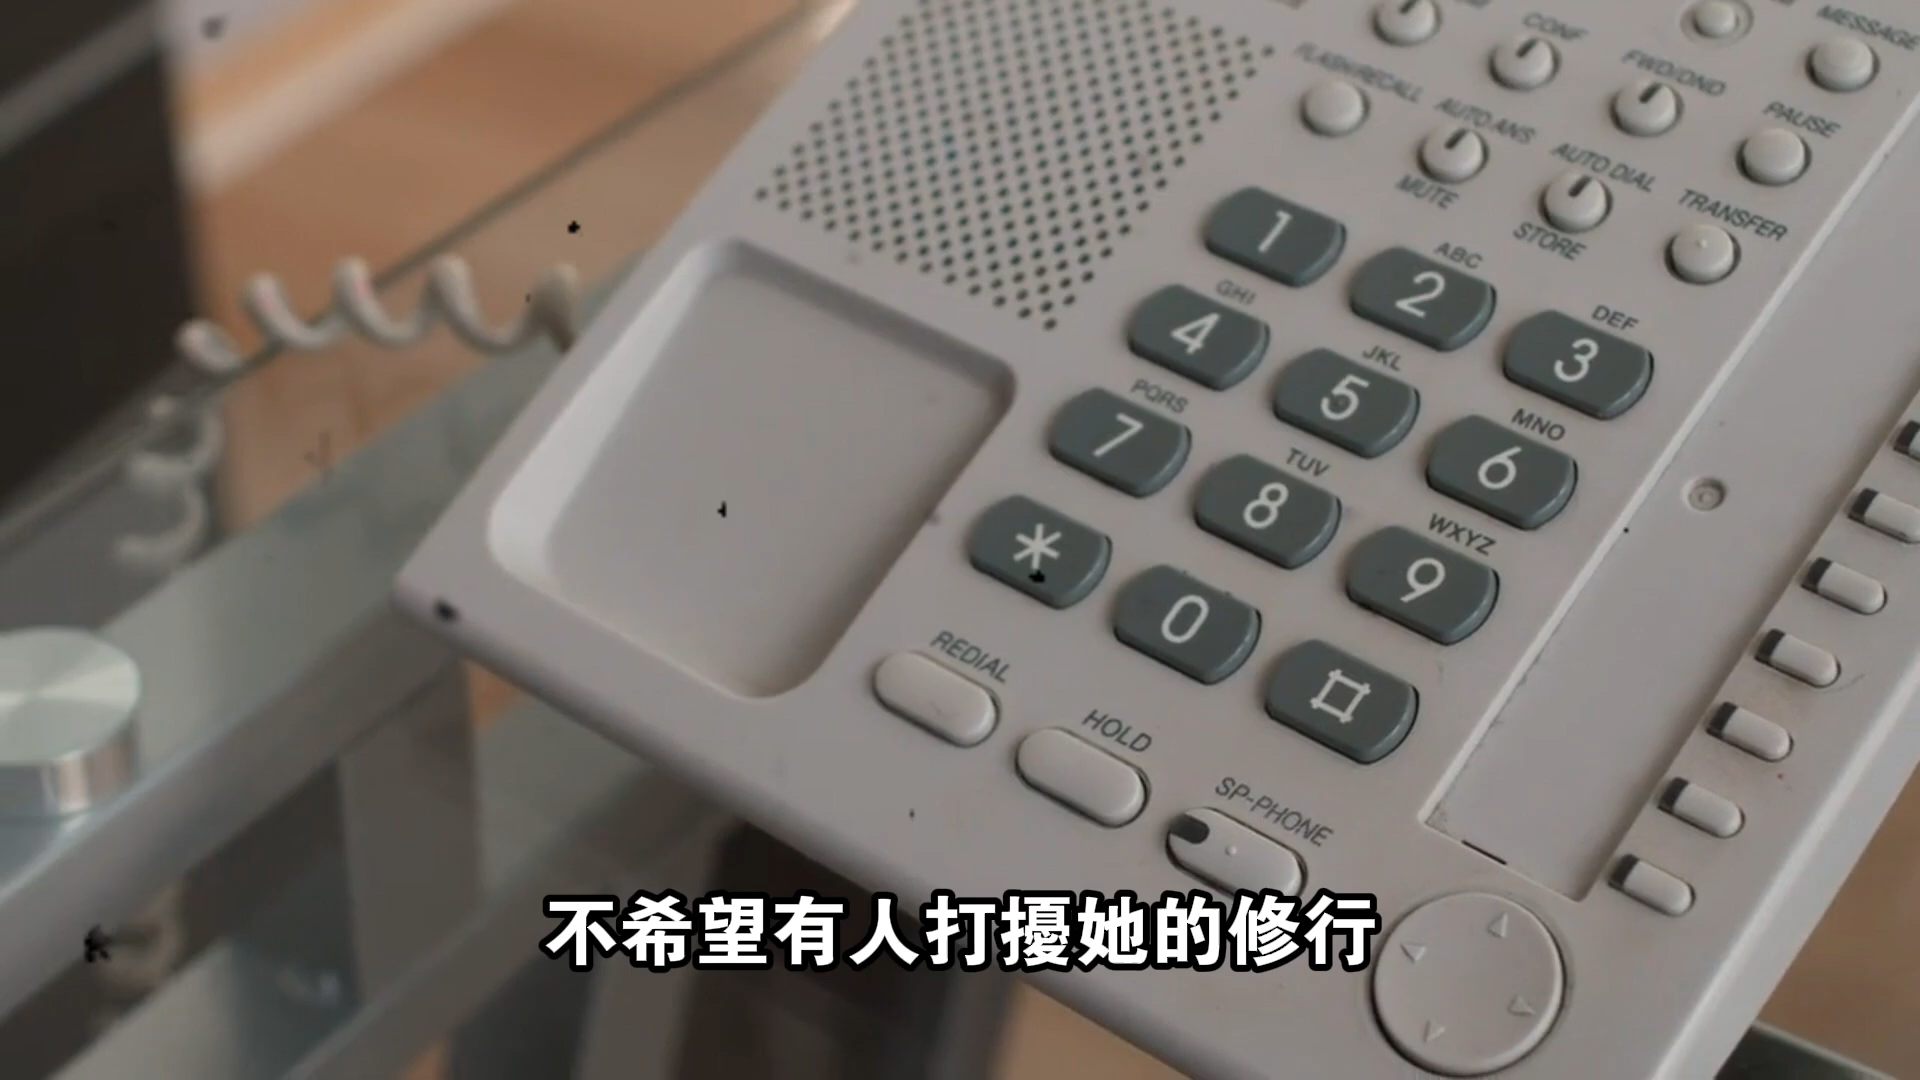 CONF
MESSAGE
FLASH/RECALL
FWD/DND
AUTO ANS
PAUSE
MUTE
AUTO DIAL
STORE
TRANSFER
1
ABC
2
DEF
3
GHI
4
JKL
5
MNO
6
PQRS
7
TUV
8
WXYZ
9
*
0
REDIAL
HOLD
SP-PHONE
不希望有人打擾她的修行